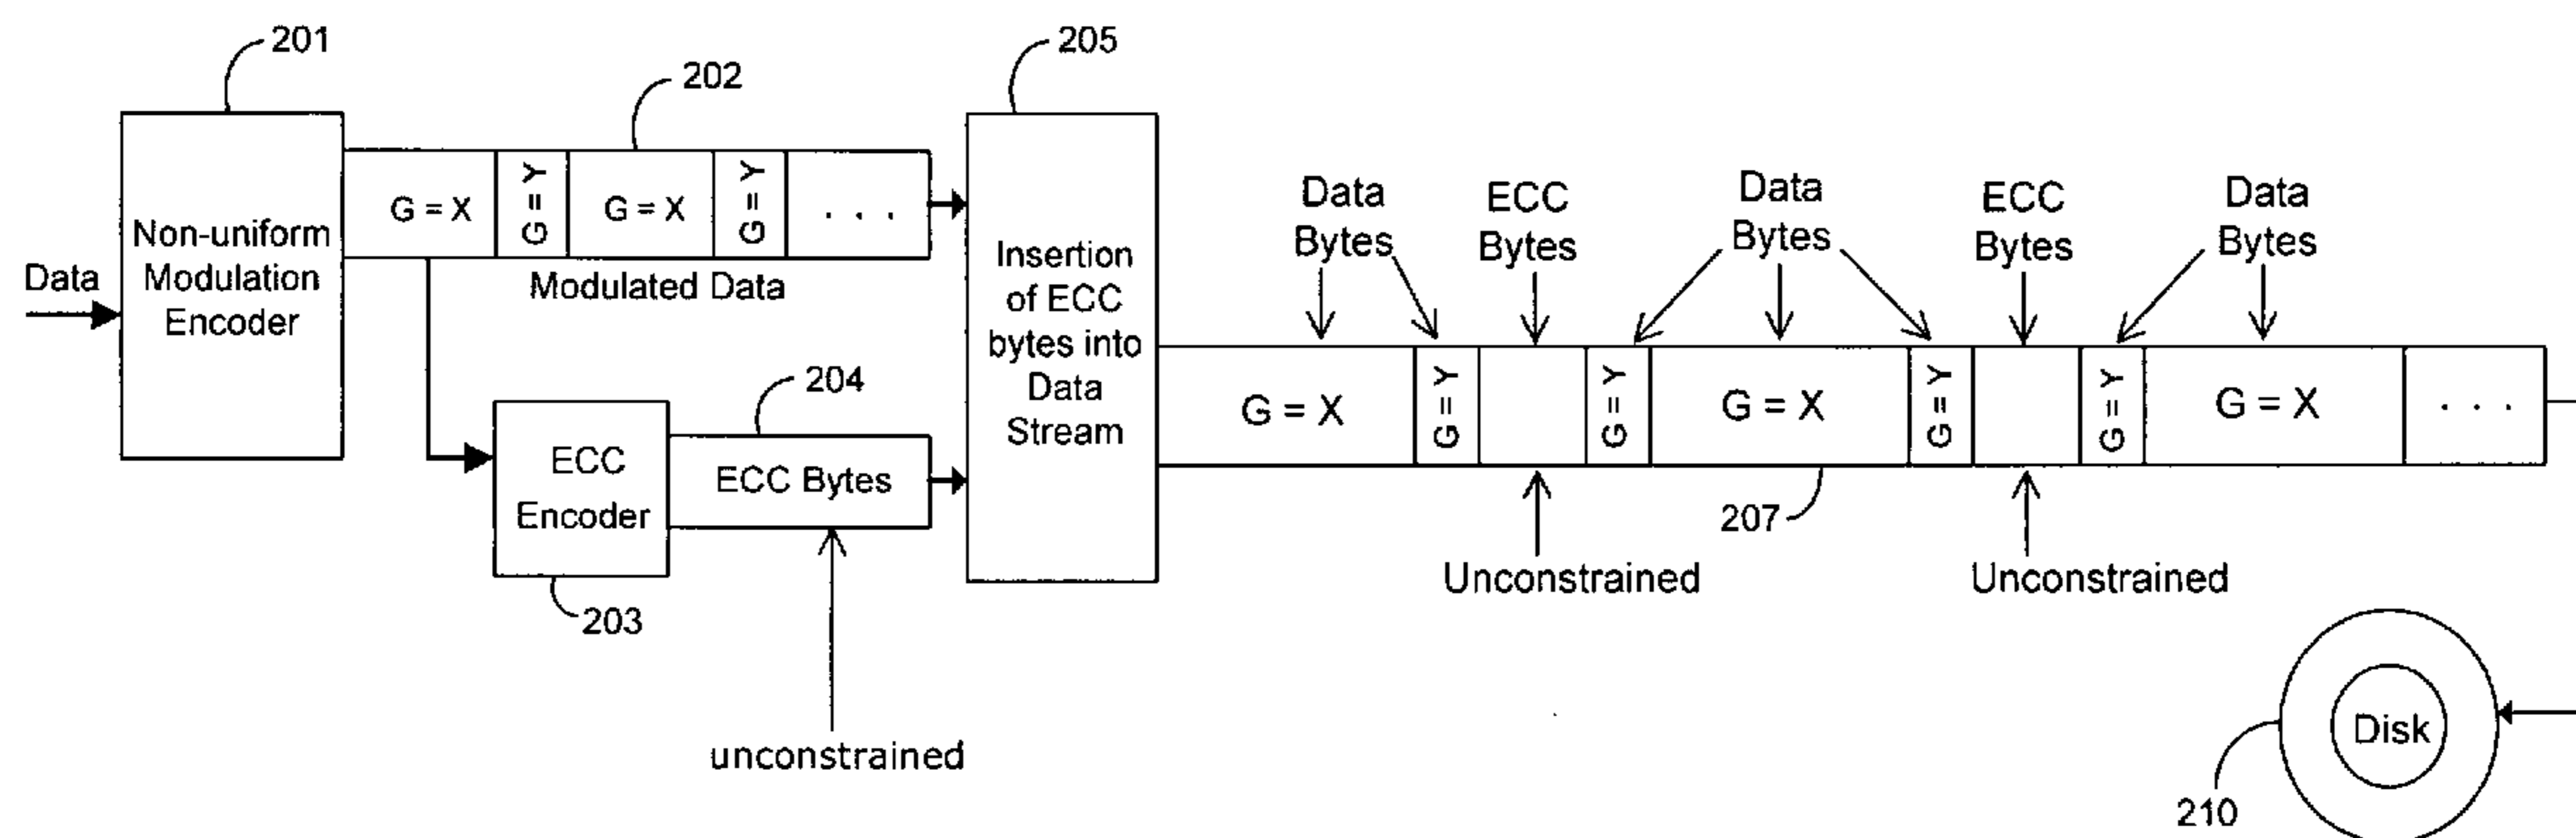 201
202
205
Data
Non-uniform
Modulation
Encoder
G = X
G = Y
G = X
G = Y
. . .
Modulated Data
ECC
Encoder
203
204
ECC Bytes
unconstrained
Insertion
of ECC
bytes into
Data
Stream
Data
Bytes
ECC
Bytes
Data
Bytes
ECC
Bytes
Data
Bytes
G = X
G = Y
G = Y
G = X
G = Y
G = Y
G = X
. . .
207
Unconstrained
Unconstrained
Disk
210